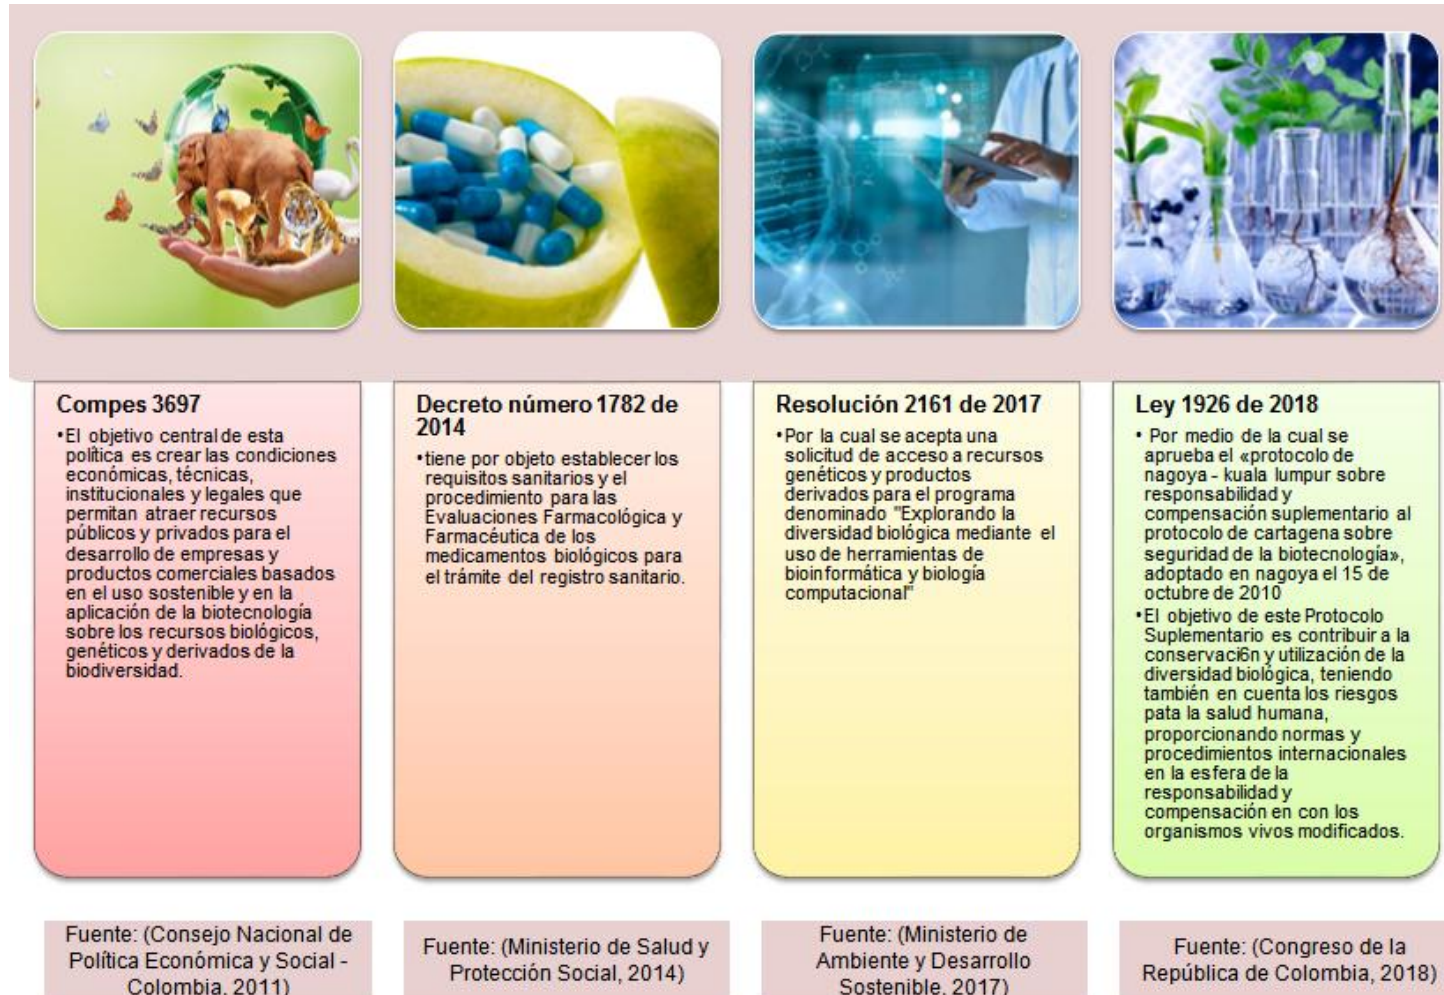 Compes 3697
•El objetivo central de esta
política es crear las condiciones
económicas, técnicas,
institucionales y legales que
permitan atraer recursos
públicos y privados para el
desarrollo de empresas y
productos comerciales basados
en el uso sostenible y en la
aplicación de la biotecnología
sobre los recursos biológicos,
genéticos y derivados de la
biodiversidad.
Decreto número 1782 de
2014
•tiene por objeto establecer los
requisitos sanitarios y el
procedimiento para las
Evaluaciones Farmacológica y
Farmacéutica de los
medicamentos biológicos para
el trámite del registro sanitario.
Resolución 2161 de 2017
•Por la cual se acepta una
solicitud de acceso a recursos
genéticos y productos
derivados para el programa
denominado "Explorando la
diversidad biológica mediante el
uso de herramientas de
bioinformática y biología
computacional"
Ley 1926 de 2018
• Por medio de la cual se
aprueba el «protocolo de
nagoya - kuala lumpur sobre
responsabilidad y
compensación suplementario al
protocolo de cartagena sobre
seguridad de la biotecnología»,
adoptado en nagoya el 15 de
octubre de 2010
•El objetivo de este Protocolo
Suplementario es contribuir a la
conservaci6n y utilización de la
diversidad biológica, teniendo
también en cuenta los riesgos
pata la salud humana,
proporcionando normas y
procedimientos internacionales
en la esfera de la
responsabilidad y
compensación en con los
organismos vivos modificados.
Fuente: (Consejo Nacional de
Política Económica y Social -
Colombia, 2011)
Fuente: (Ministerio de Salud y
Protección Social, 2014)
Fuente: (Ministerio de
Ambiente y Desarrollo
Sostenible, 2017)
Fuente: (Congreso de la
República de Colombia, 2018)